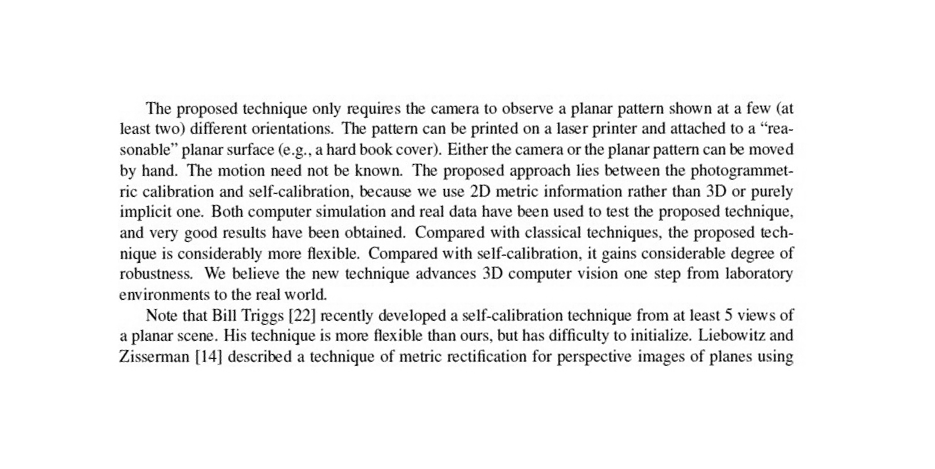 The proposed technique only requires the camera to observe a planar pattern shown at a few (at
least two) different orientations. The pattern can be printed on a laser printer and attached to a “rea-
sonable” planar surface (e.g., a hard book cover). Either the camera or the planar pattern can be moved
by hand. The motion need not be known. The proposed approach lies between the photogrammet-
ric calibration and self-calibration, because we use 2D metric information rather than 3D or purely
implicit one. Both computer simulation and real data have been used to test the proposed technique,
and very good results have been obtained. Compared with classical techniques, the proposed tech-
nique is considerably more flexible. Compared with self-calibration, it gains considerable degree of
robustness. We believe the new technique advances 3D computer vision one step from laboratory
environments to the real world.
Note that Bill Triggs [22] recently developed a self-calibration technique from at least 5 views of
a planar scene. His technique is more flexible than ours, but has difficulty to initialize. Liebowitz and
Zisserman [14] described a technique of metric rectification for perspective images of planes using